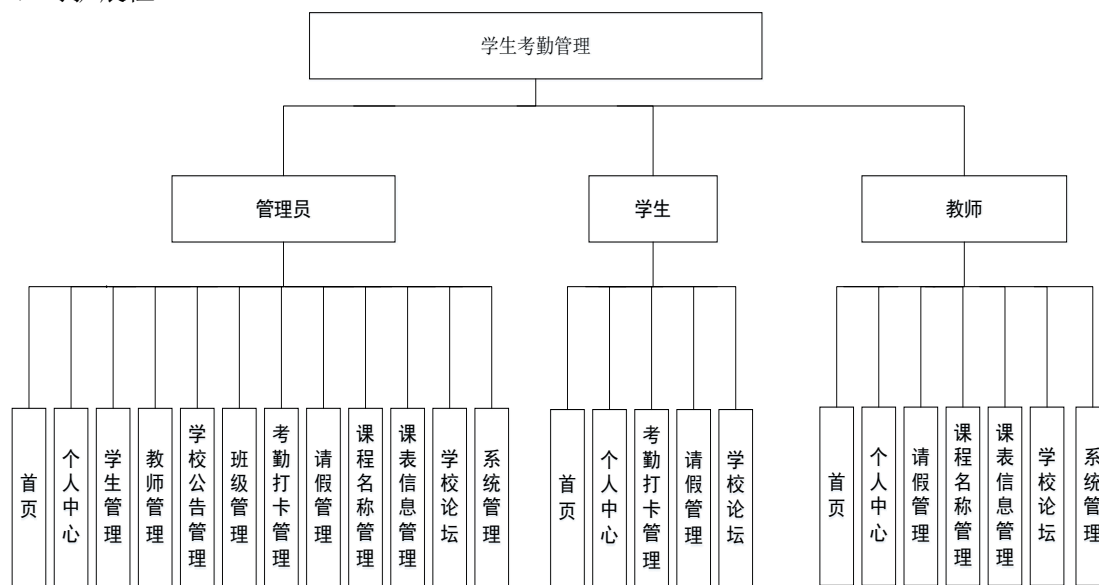 学生考勤管理
管理员
学生
教师
首页
个人中心
学生管理
教师管理
学校公告管理
班级管理
考勤打卡管理
请假管理
课程名称管理
课表信息管理
学校论坛
系统管理
首页
个人中心
考勤打卡管理
请假管理
学校论坛
首页
个人中心
请假管理
课程名称管理
课表信息管理
学校论坛
系统管理